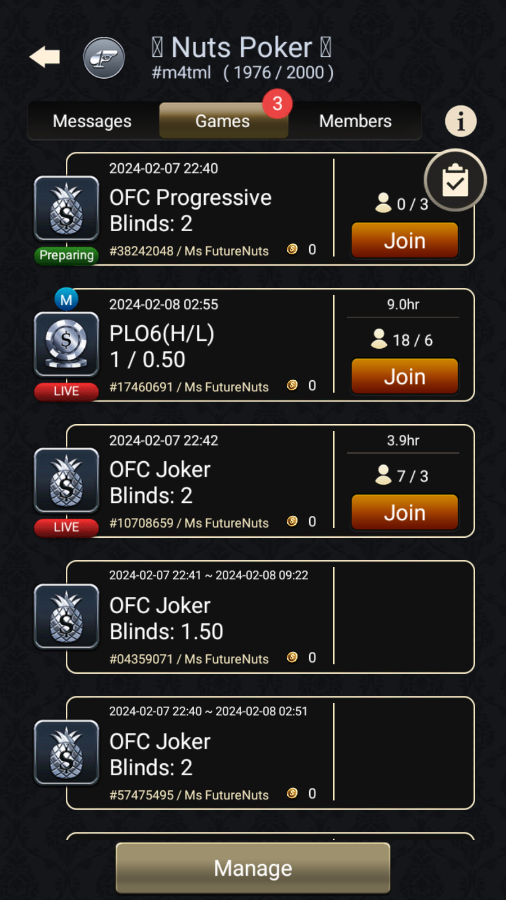 Nuts Poker
#m4tml ( 1976 / 2000 )
Messages
Games
3
Members
i
2024-02-07 22:40
OFC Progressive
Blinds: 2
#38242048 / Ms FutureNuts 0
Preparing
0 / 3
Join
M
2024-02-08 02:55
PLO6(H/L)
1 / 0.50
#17460691 / Ms FutureNuts 0
LIVE
9.0hr
18 / 6
Join
2024-02-07 22:42
OFC Joker
Blinds: 2
#10708659 / Ms FutureNuts 0
LIVE
3.9hr
7 / 3
Join
2024-02-07 22:41 ~ 2024-02-08 09:22
OFC Joker
Blinds: 1.50
#04359071 / Ms FutureNuts 0
2024-02-07 22:40 ~ 2024-02-08 02:51
OFC Joker
Blinds: 2
#57475495 / Ms FutureNuts 0
Manage